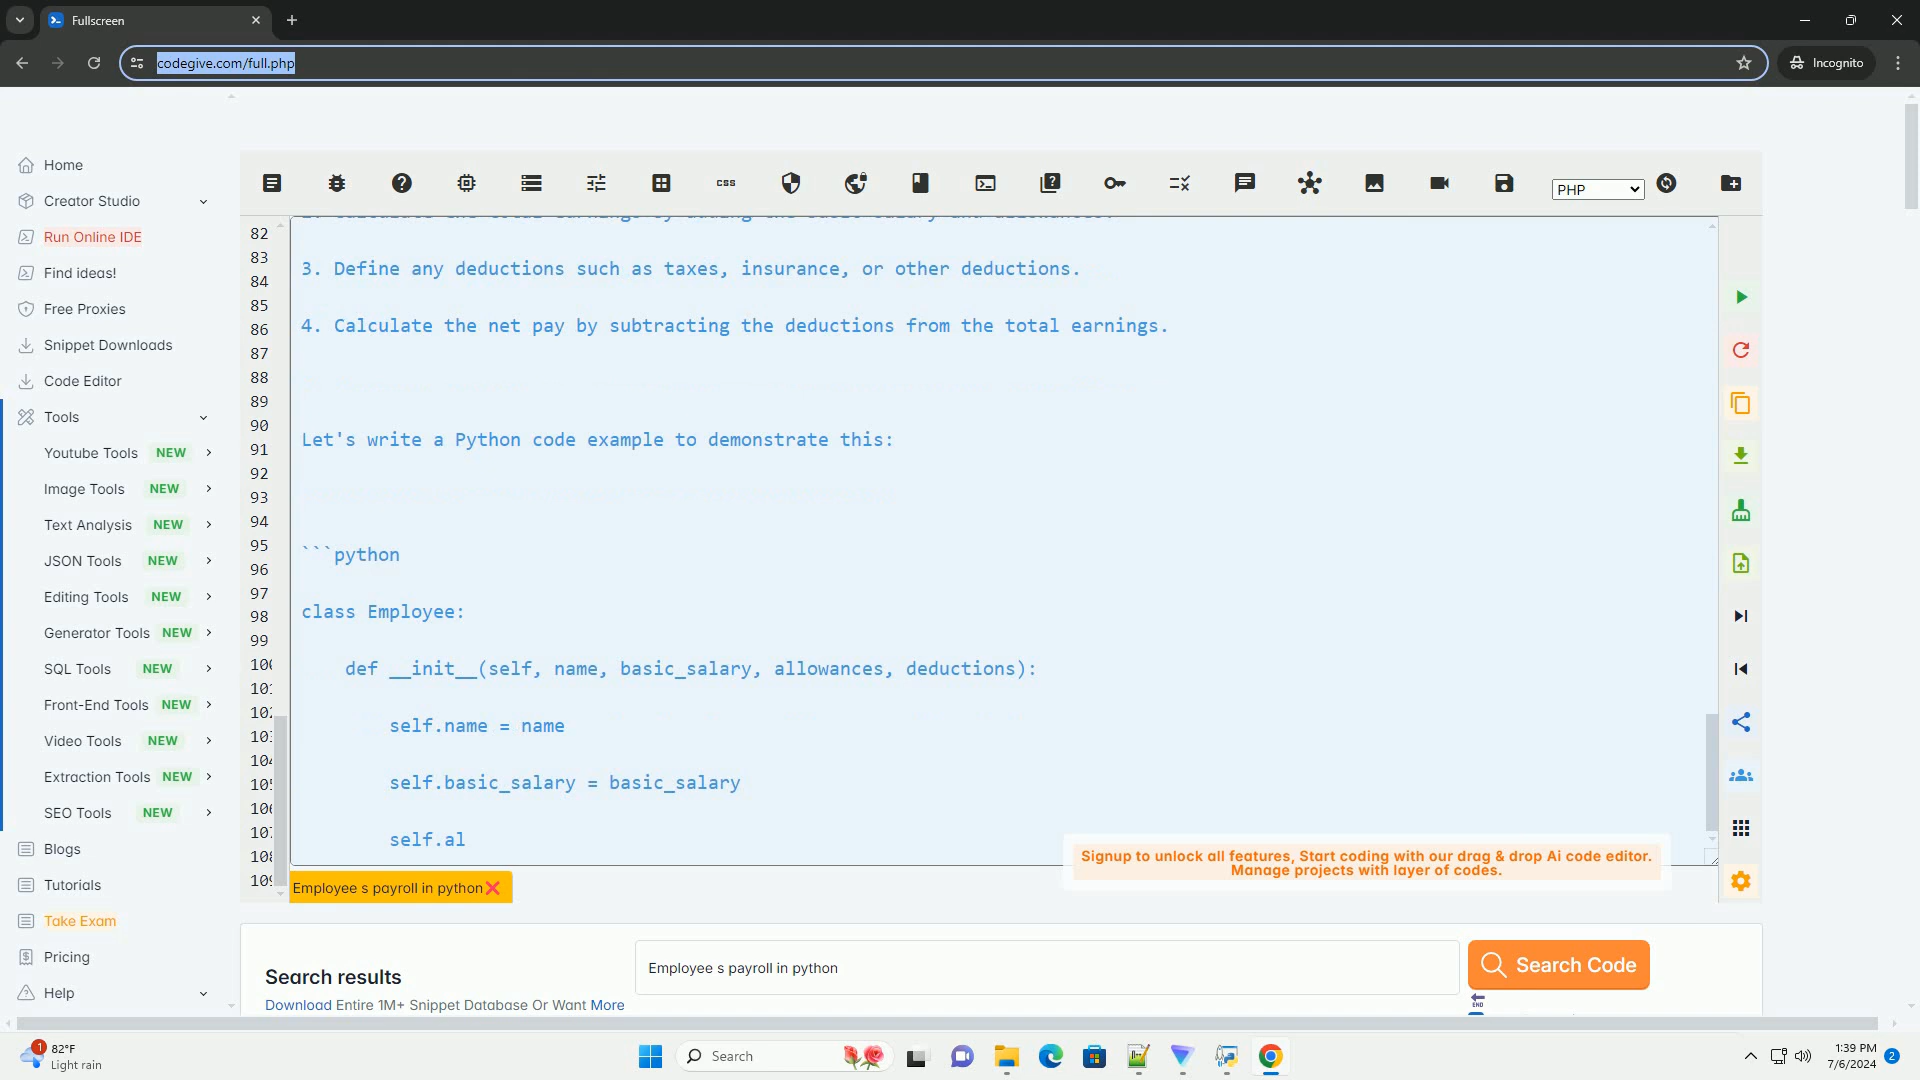 Fullscreen
codegive.com/full.php
Incognito
Home
Creator Studio
Run Online IDE
Find ideas!
Free Proxies
Snippet Downloads
Code Editor
Tools
Youtube Tools NEW
Image Tools NEW
Text Analysis NEW
JSON Tools NEW
Editing Tools NEW
Generator Tools NEW
SQL Tools NEW
Front-End Tools NEW
Video Tools NEW
Extraction Tools NEW
SEO Tools NEW
Blogs
Tutorials
Take Exam
Pricing
Help
css
PHP
82
83
84
85
86
87
88
89
90
91
92
93
94
95
96
97
98
99
3. Define any deductions such as taxes, insurance, or other deductions.
4. Calculate the net pay by subtracting the deductions from the total earnings.
Let's write a Python code example to demonstrate this:
```python
class Employee:
def __init__(self, name, basic_salary, allowances, deductions):
self.name = name
self.basic_salary = basic_salary
self.al
Signup to unlock all features, Start coding with our drag & drop Ai code editor.
Manage projects with layer of codes.
Employee s payroll in python
Search results
Download Entire 1M+ Snippet Database Or Want More
Employee s payroll in python
Search Code
END
1
82°F
Light rain
Search
1:39 PM
7/6/2024
2